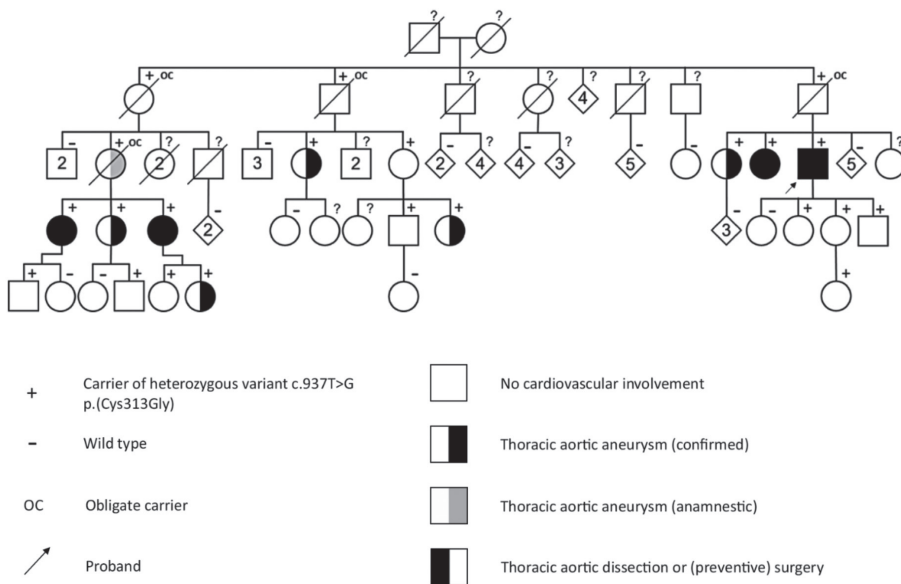 ? ?
+ oc + oc ? ? ? ? ? + oc
4
- + oc ? ? - + ? + - ? - ? - - + + + - ?
2 2 3 2 2 4 4 3 5 5
+ + + - - ? ? + + - - + + +
2 3
+ - - + + + - +
+ Carrier of heterozygous variant c.937T>G
p.(Cys313Gly)
No cardiovascular involvement
– Wild type
Thoracic aortic aneurysm (confirmed)
OC Obligate carrier
Thoracic aortic aneurysm (anamnestic)
Proband
Thoracic aortic dissection or (preventive) surgery